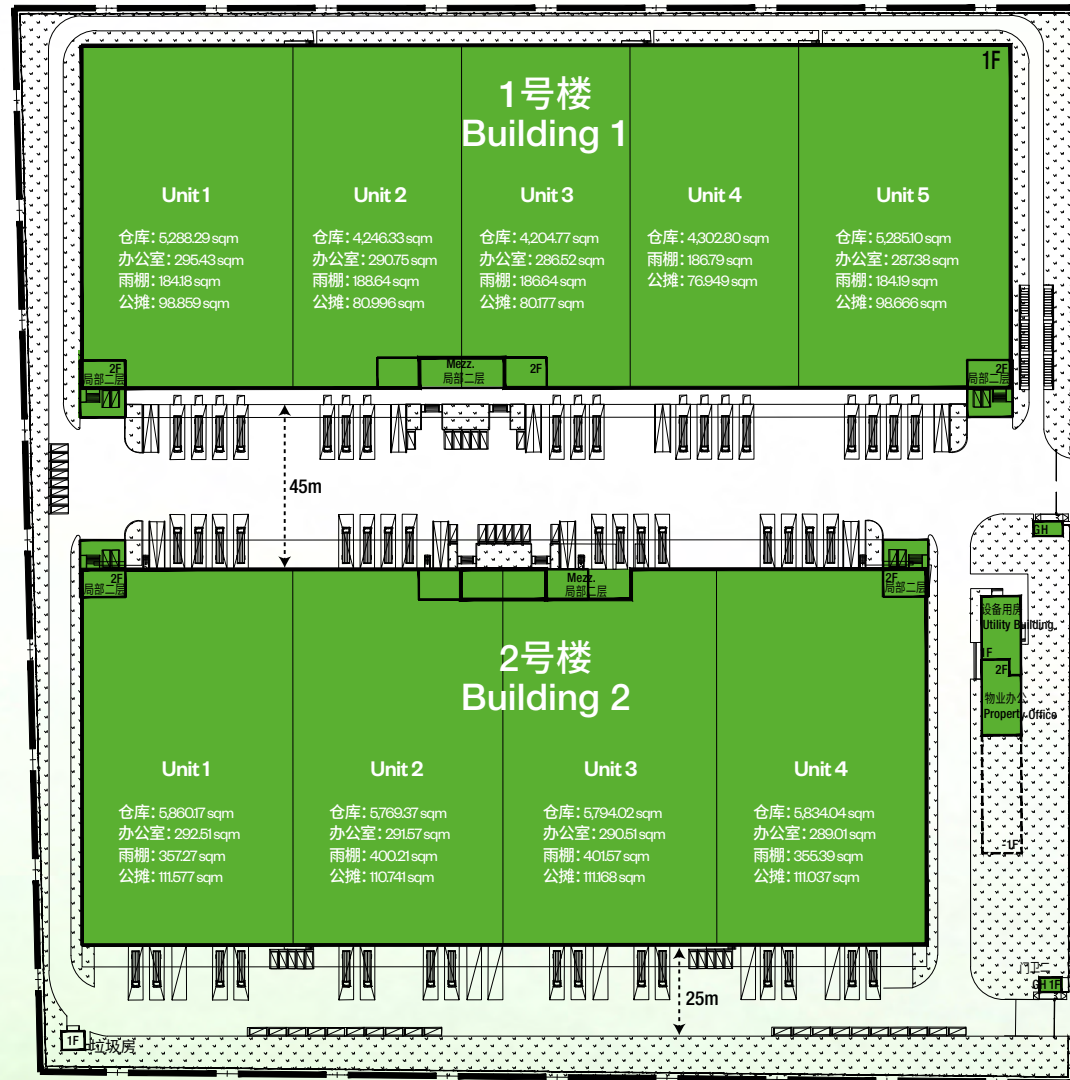 1F
1号楼
Building 1
Unit 1
仓库：5,288.29 sqm
办公室：295.43 sqm
雨棚：184.18 sqm
公摊：98.859 sqm
Unit 2
仓库：4,246.33 sqm
办公室：290.75 sqm
雨棚：188.64 sqm
公摊：80.996 sqm
Unit 3
仓库：4,204.77 sqm
办公室：286.52 sqm
雨棚：186.64 sqm
公摊：80.177 sqm
Unit 4
仓库：4,302.80 sqm
雨棚：186.79 sqm
公摊：76.949 sqm
Unit 5
仓库：5,285.10 sqm
办公室：287.38 sqm
雨棚：184.19 sqm
公摊：98.666 sqm
2F
局部二层
Mezz.
局部二层
2F
2F
局部二层
45m
GH
2F
局部二层
Mezz.
局部二层
2F
局部二层
2号楼
Building 2
Unit 1
仓库：5,860.17 sqm
办公室：292.51 sqm
雨棚：357.27 sqm
公摊：111.577 sqm
Unit 2
仓库：5,769.37 sqm
办公室：291.57 sqm
雨棚：400.21 sqm
公摊：110.741 sqm
Unit 3
仓库：5,794.02 sqm
办公室：290.51 sqm
雨棚：401.57 sqm
公摊：111.168 sqm
Unit 4
仓库：5,834.04 sqm
办公室：289.01 sqm
雨棚：355.39 sqm
公摊：111.037 sqm
设备用房
Utility Building
1F
2F
物业办公
Property Office
-1F
25m
门卫二
GH 1F
1F
垃圾房